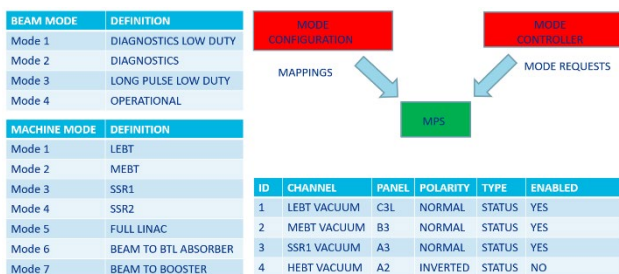 BEAM MODE DEFINITION
Mode 1 DIAGNOSTICS LOW DUTY
Mode 2 DIAGNOSTICS
Mode 3 LONG PULSE LOW DUTY
Mode 4 OPERATIONAL
MACHINE MODE DEFINITION
Mode 1 LEBT
Mode 2 MEBT
Mode 3 SSR1
Mode 4 SSR2
Mode 5 FULL LINAC
Mode 6 BEAM TO BTL ABSORBER
Mode 7 BEAM TO BOOSTER
MODE
CONFIGURATION
MODE
CONTROLLER
MAPPINGS
MODE REQUESTS
MPS
ID CHANNEL PANEL POLARITY TYPE ENABLED
1 LEBT VACUUM C3L NORMAL STATUS YES
2 MEBT VACUUM B3 NORMAL STATUS YES
3 SSR1 VACUUM A3 NORMAL STATUS YES
4 HEBT VACUUM A2 INVERTED STATUS NO